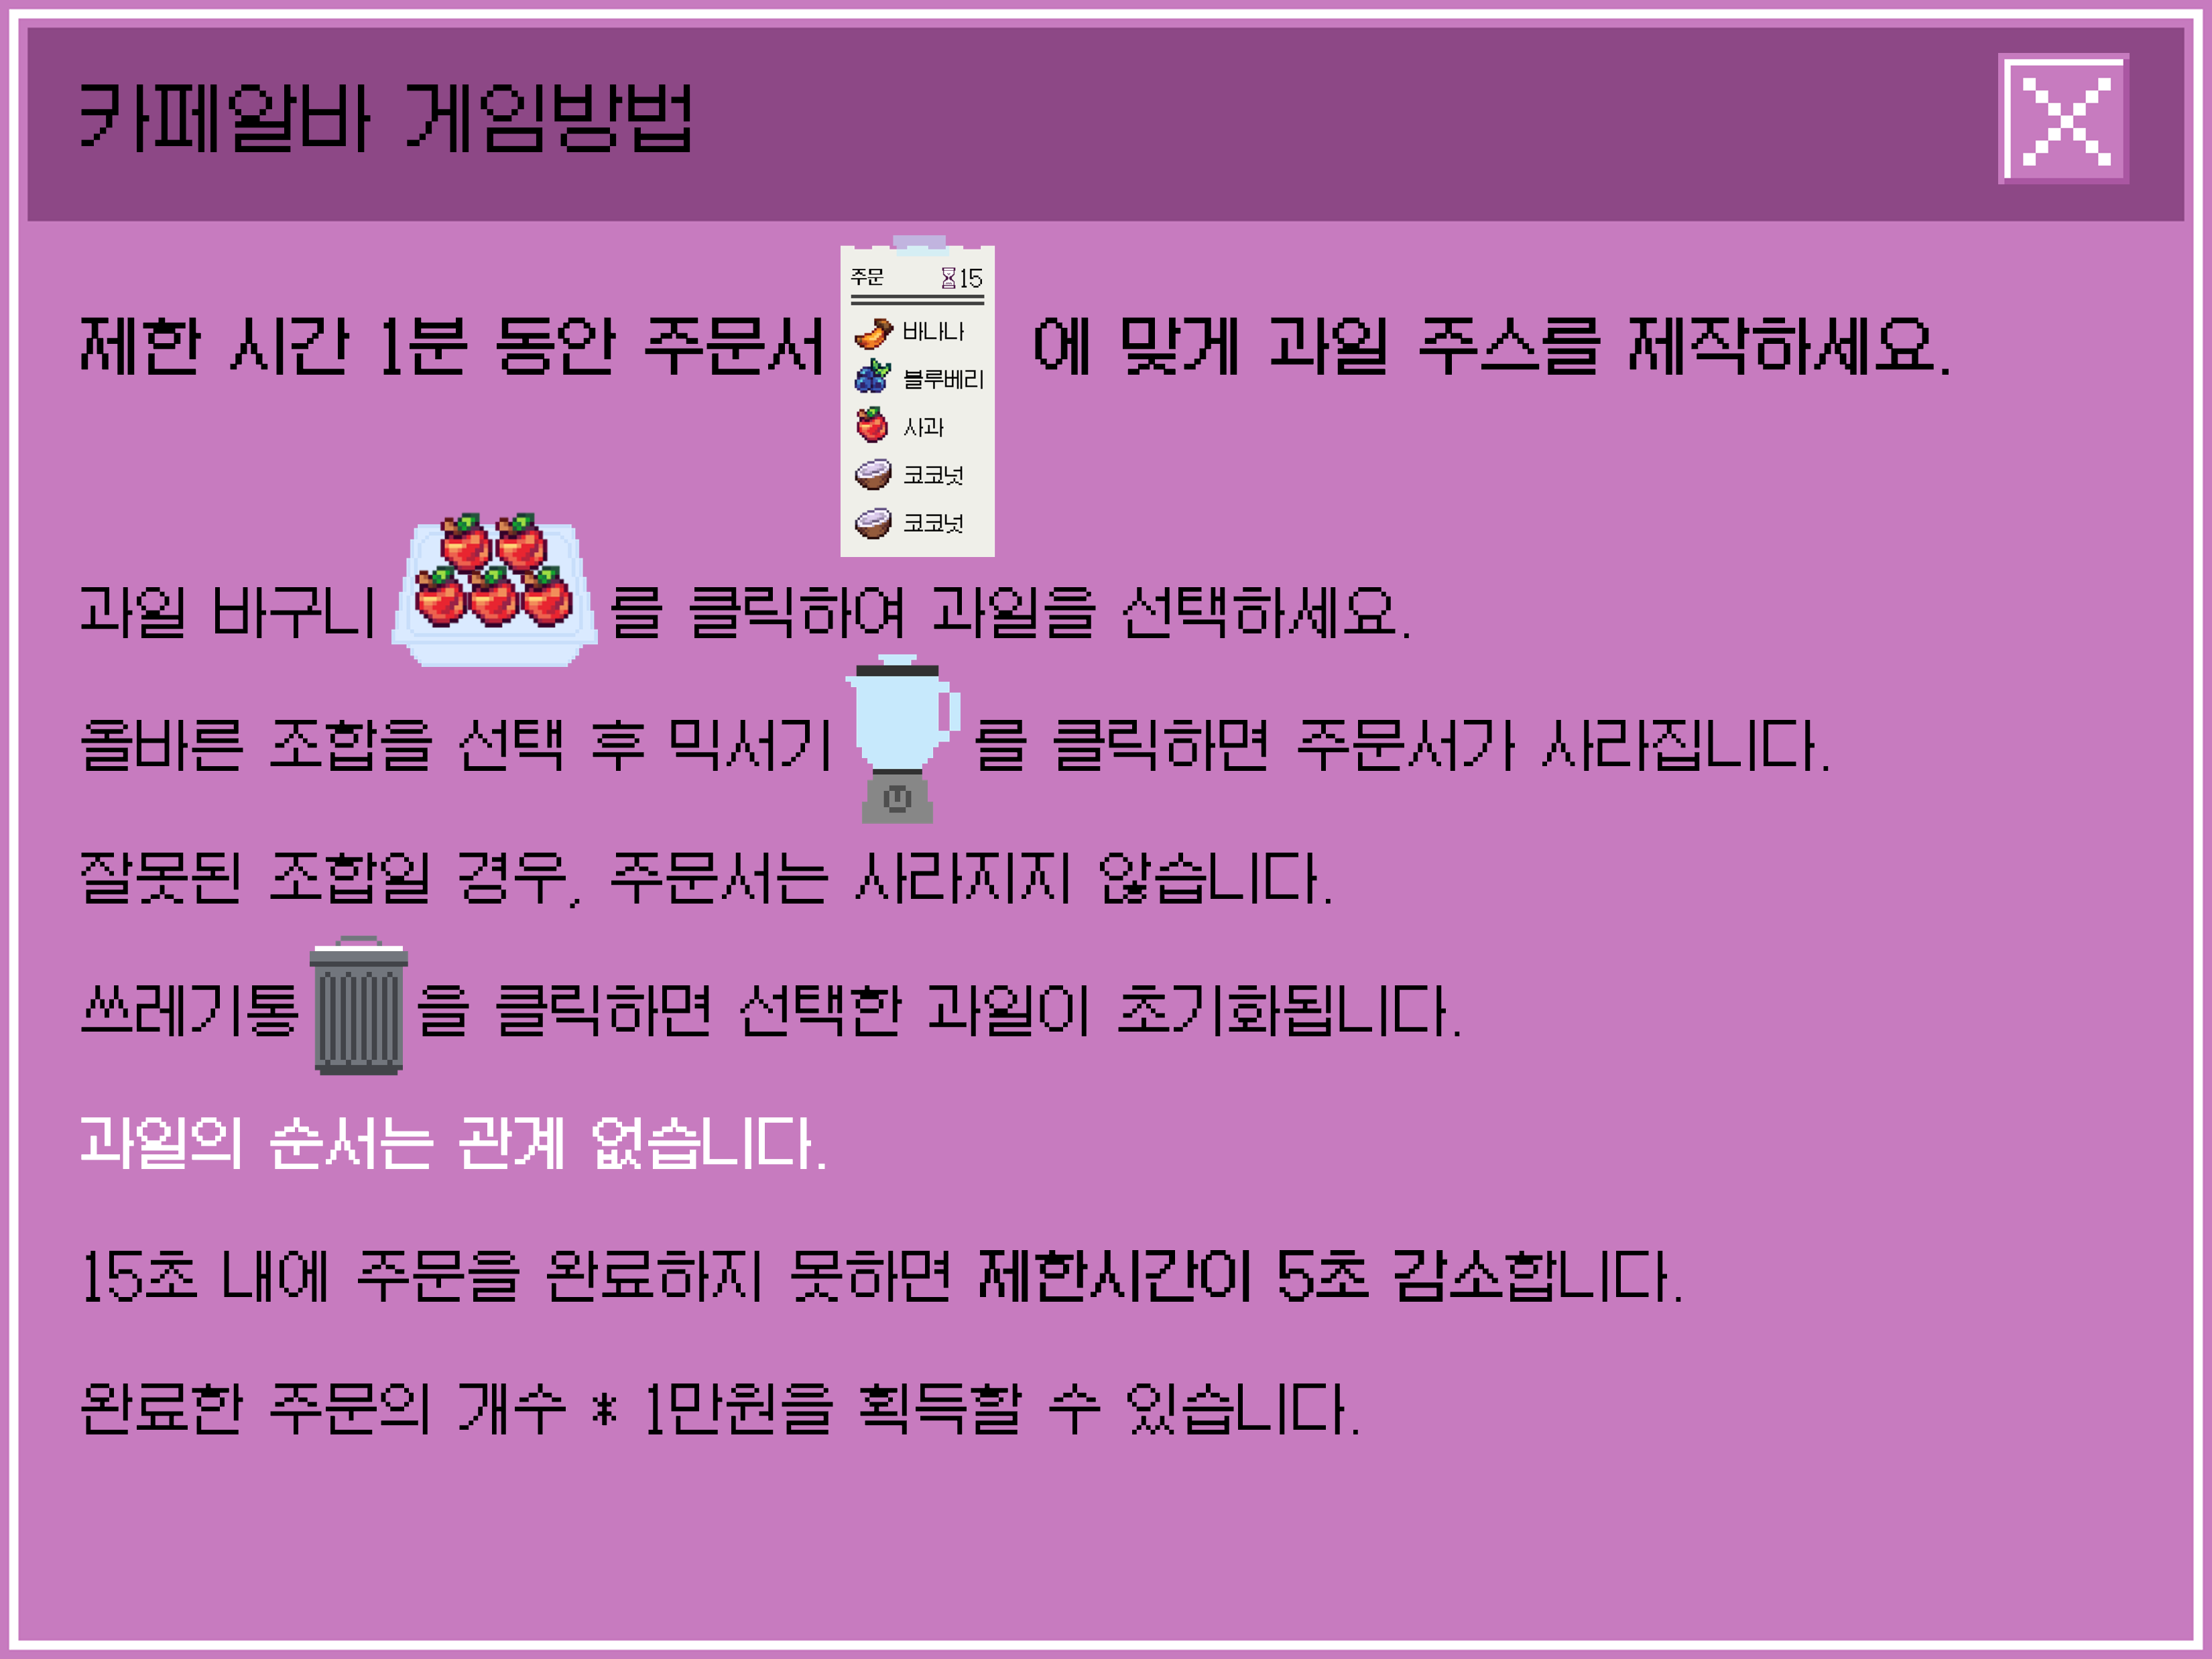 카페알바 게임방법
제한 시간 1분 동안 주문서 에 맞게 과일 주스를 제작하세요.
주문 15
바나나
블루베리
사과
코코넛
코코넛
과일 바구니 를 클릭하여 과일을 선택하세요.
올바른 조합을 선택 후 믹서기 를 클릭하면 주문서가 사라집니다.
잘못된 조합일 경우, 주문서는 사라지지 않습니다.
쓰레기통 을 클릭하면 선택한 과일이 초기화됩니다.
과일의 순서는 관계 없습니다.
15초 내에 주문을 완료하지 못하면 제한시간이 5초 감소합니다.
완료한 주문의 개수 * 1만원을 획득할 수 있습니다.